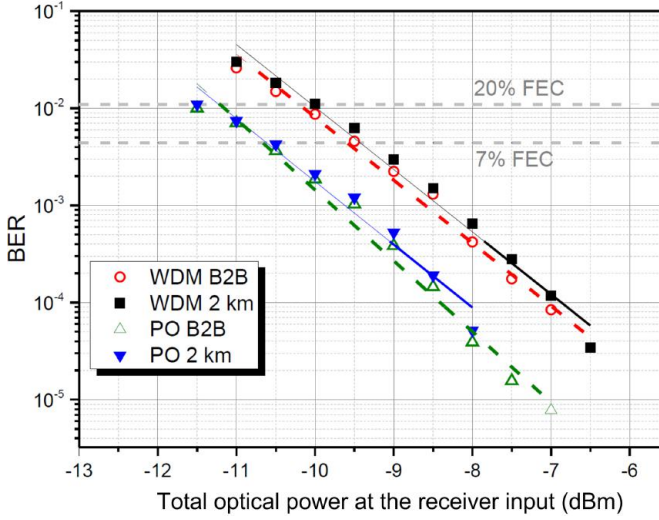 10⁻¹
10⁻²
10⁻³
10⁻⁴
10⁻⁵
BER
20% FEC
7% FEC
WDM B2B
WDM 2 km
PO B2B
PO 2 km
-13 -12 -11 -10 -9 -8 -7 -6
Total optical power at the receiver input (dBm)